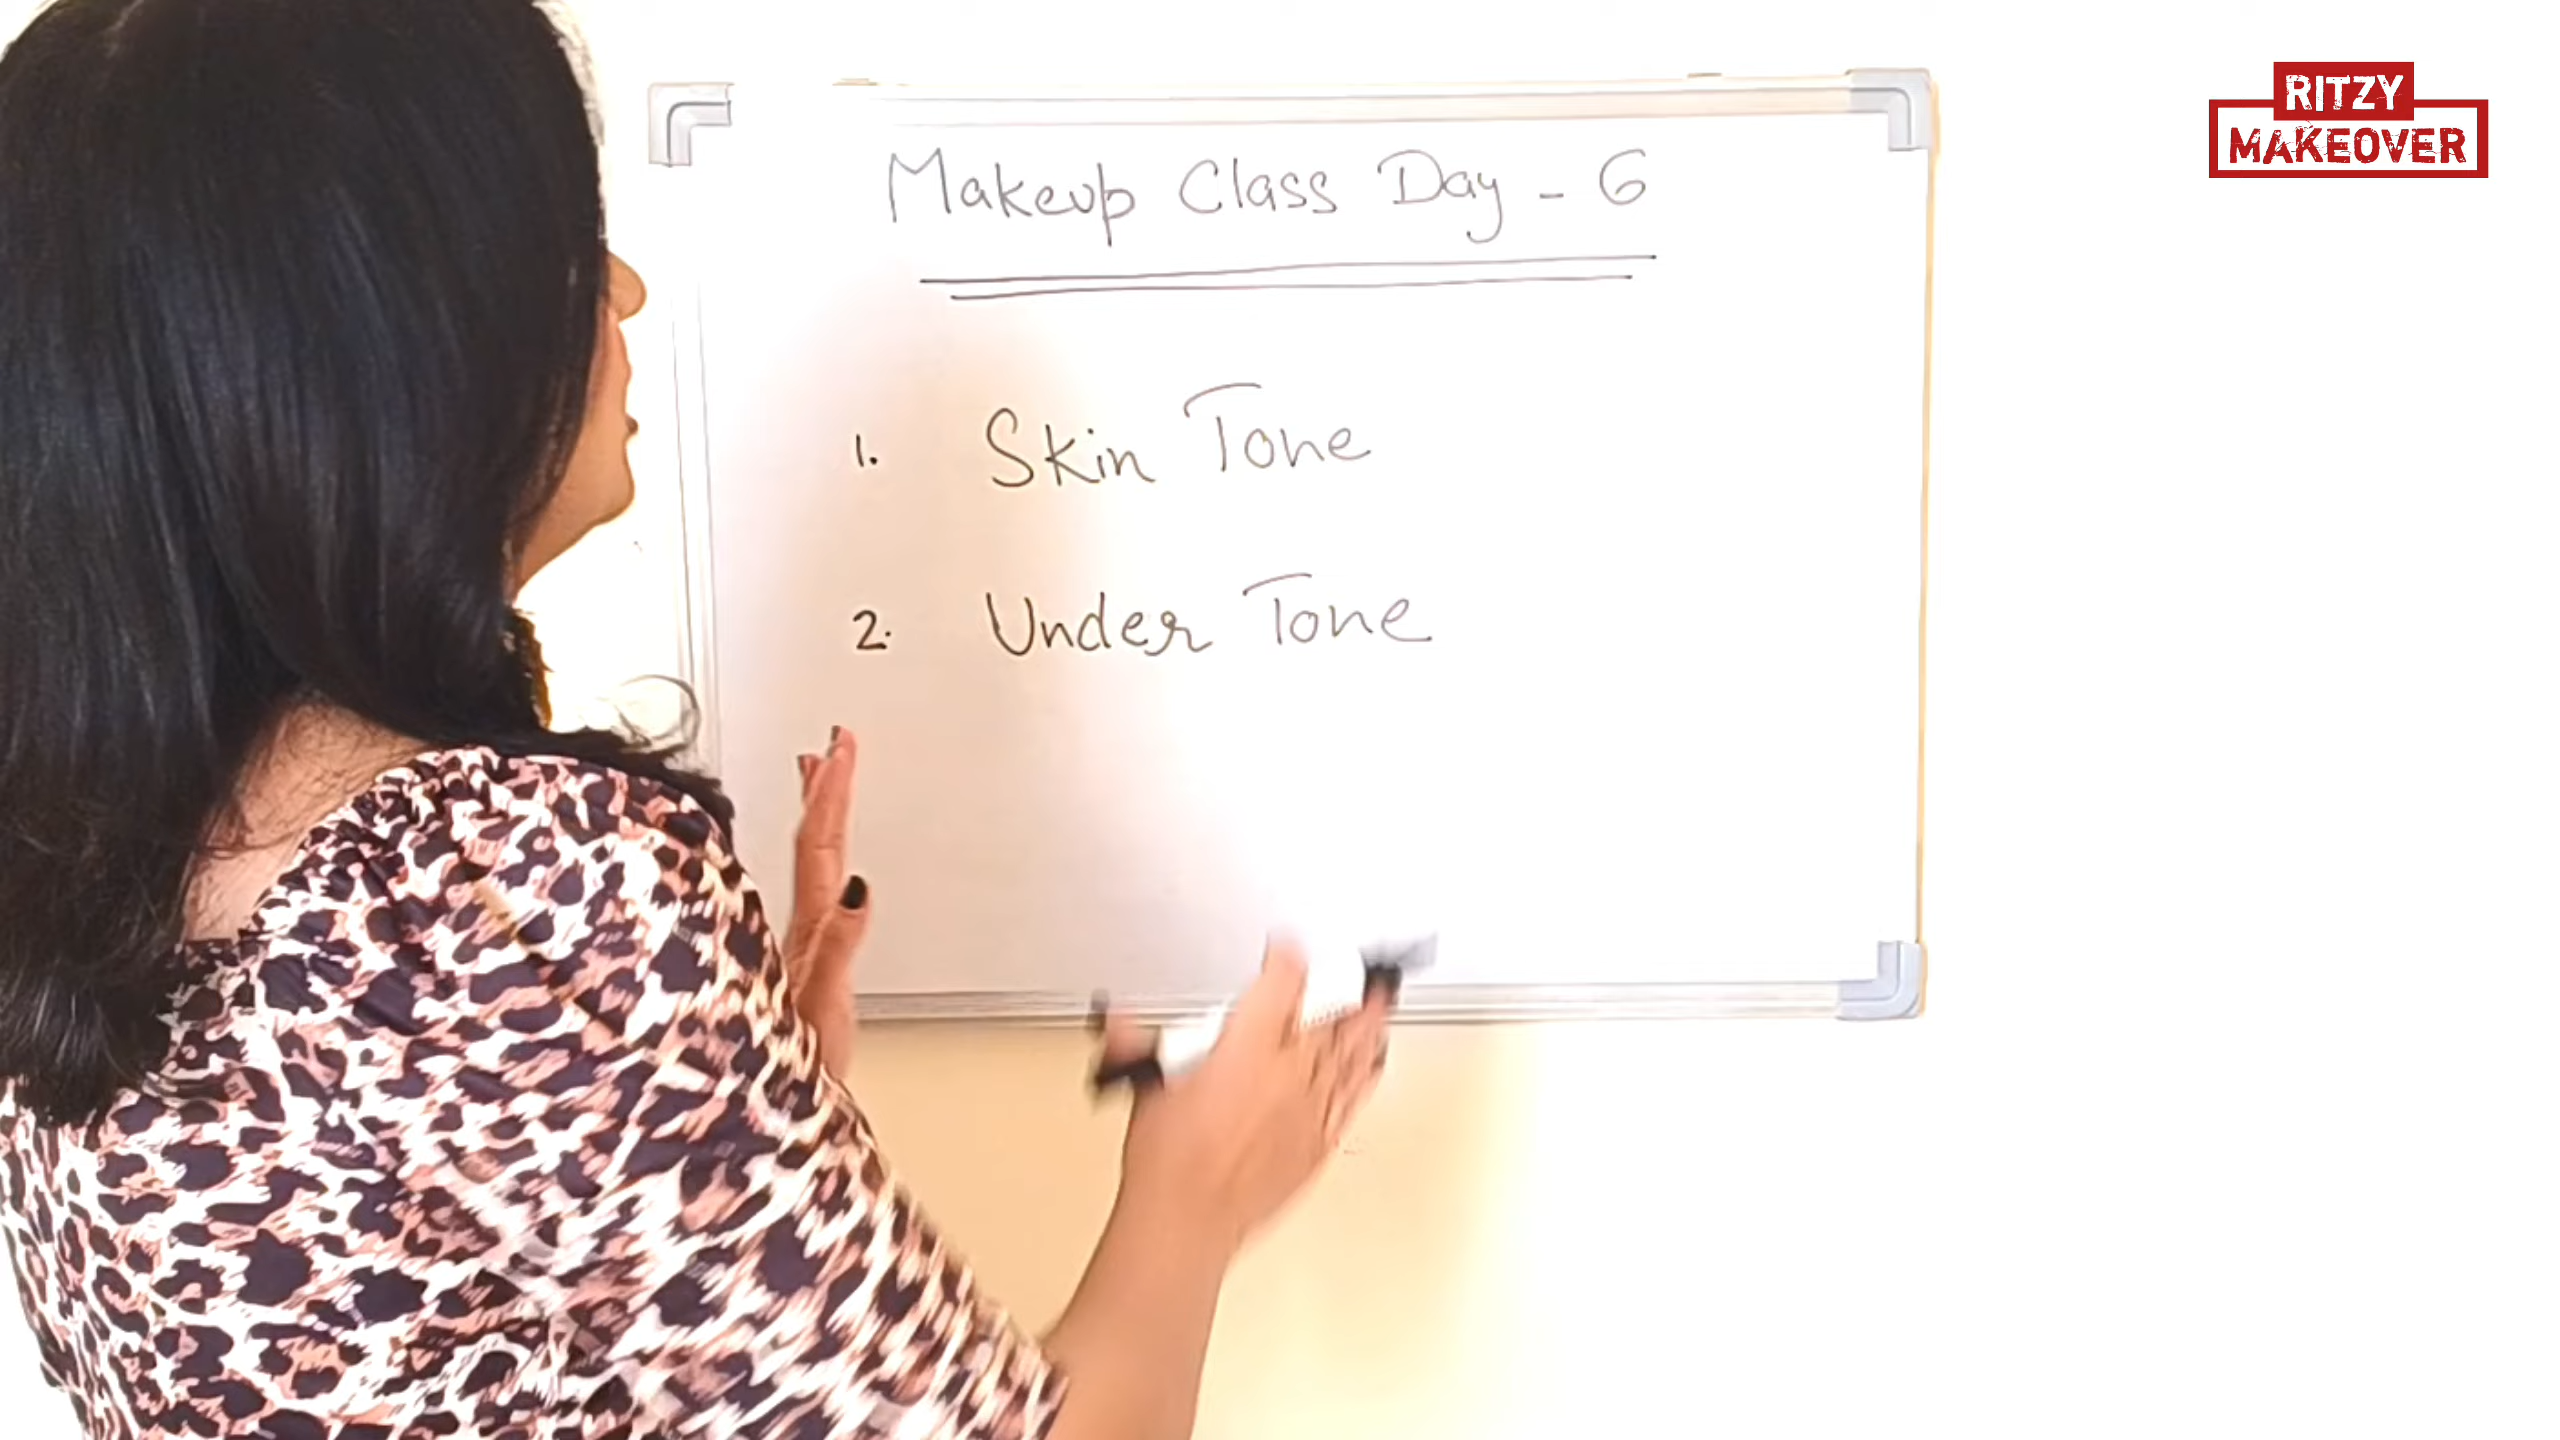 RITZY
MAKEOVER
Makeup Class Day - 6
1. Skin Tone
2. Under Tone